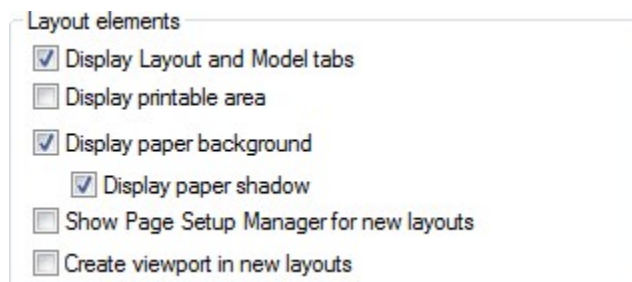 Layout elements
Display Layout and Model tabs
Display printable area
Display paper background
Display paper shadow
Show Page Setup Manager for new layouts
Create viewport in new layouts